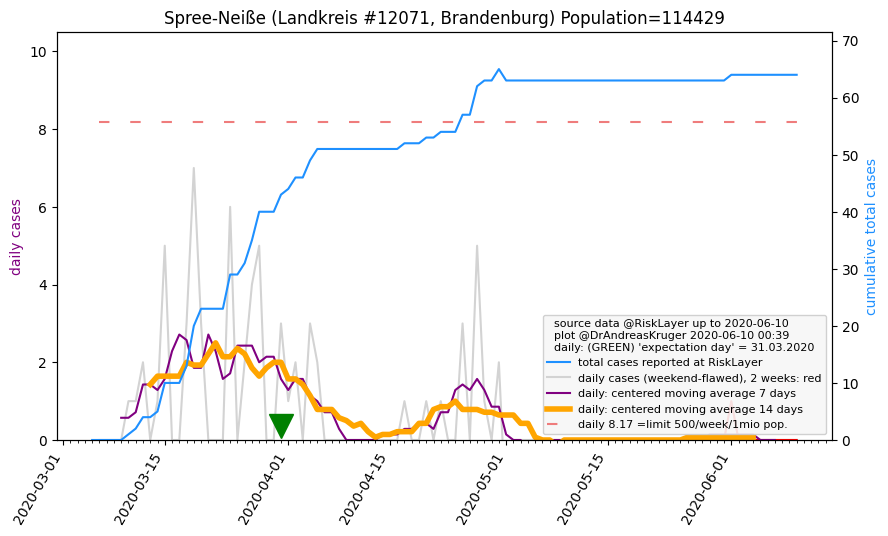 Spree-Neiße (Landkreis #12071, Brandenburg) Population=114429
10
8
6
4
2
0
daily cases
70
60
50
40
30
20
10
0
cumulative total cases
source data @RiskLayer up to 2020-06-10
plot @DrAndreasKruger 2020-06-10 00:39
daily: (GREEN) 'expectation day' = 31.03.2020
total cases reported at RiskLayer
daily cases (weekend-flawed), 2 weeks: red
daily: centered moving average 7 days
daily: centered moving average 14 days
daily 8.17 =limit 500/week/1mio pop.
2020-03-01
2020-03-15
2020-04-01
2020-04-15
2020-05-01
2020-05-15
2020-06-01